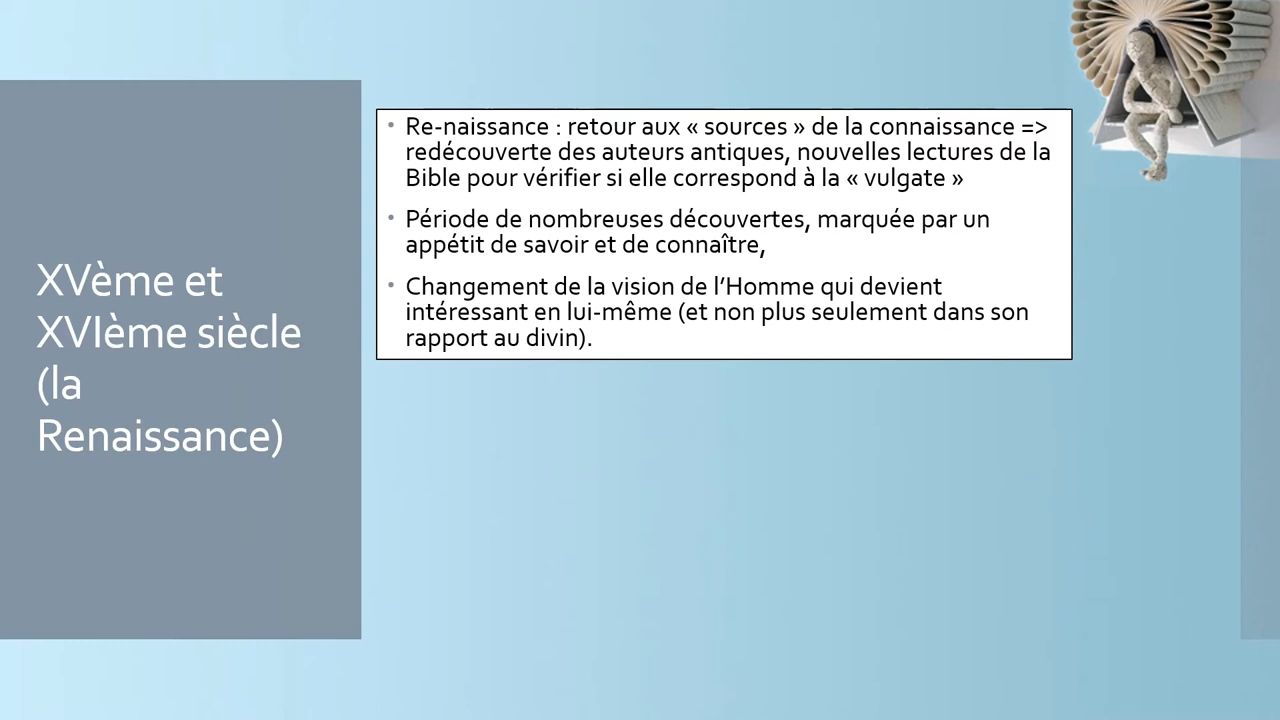 XVème et
XVIème siècle
(la
Renaissance)
• Re-naissance : retour aux « sources » de la connaissance =>
redécouverte des auteurs antiques, nouvelles lectures de la
Bible pour vérifier si elle correspond à la « vulgate »
• Période de nombreuses découvertes, marquée par un
appétit de savoir et de connaître,
• Changement de la vision de l’Homme qui devient
intéressant en lui-même (et non plus seulement dans son
rapport au divin).